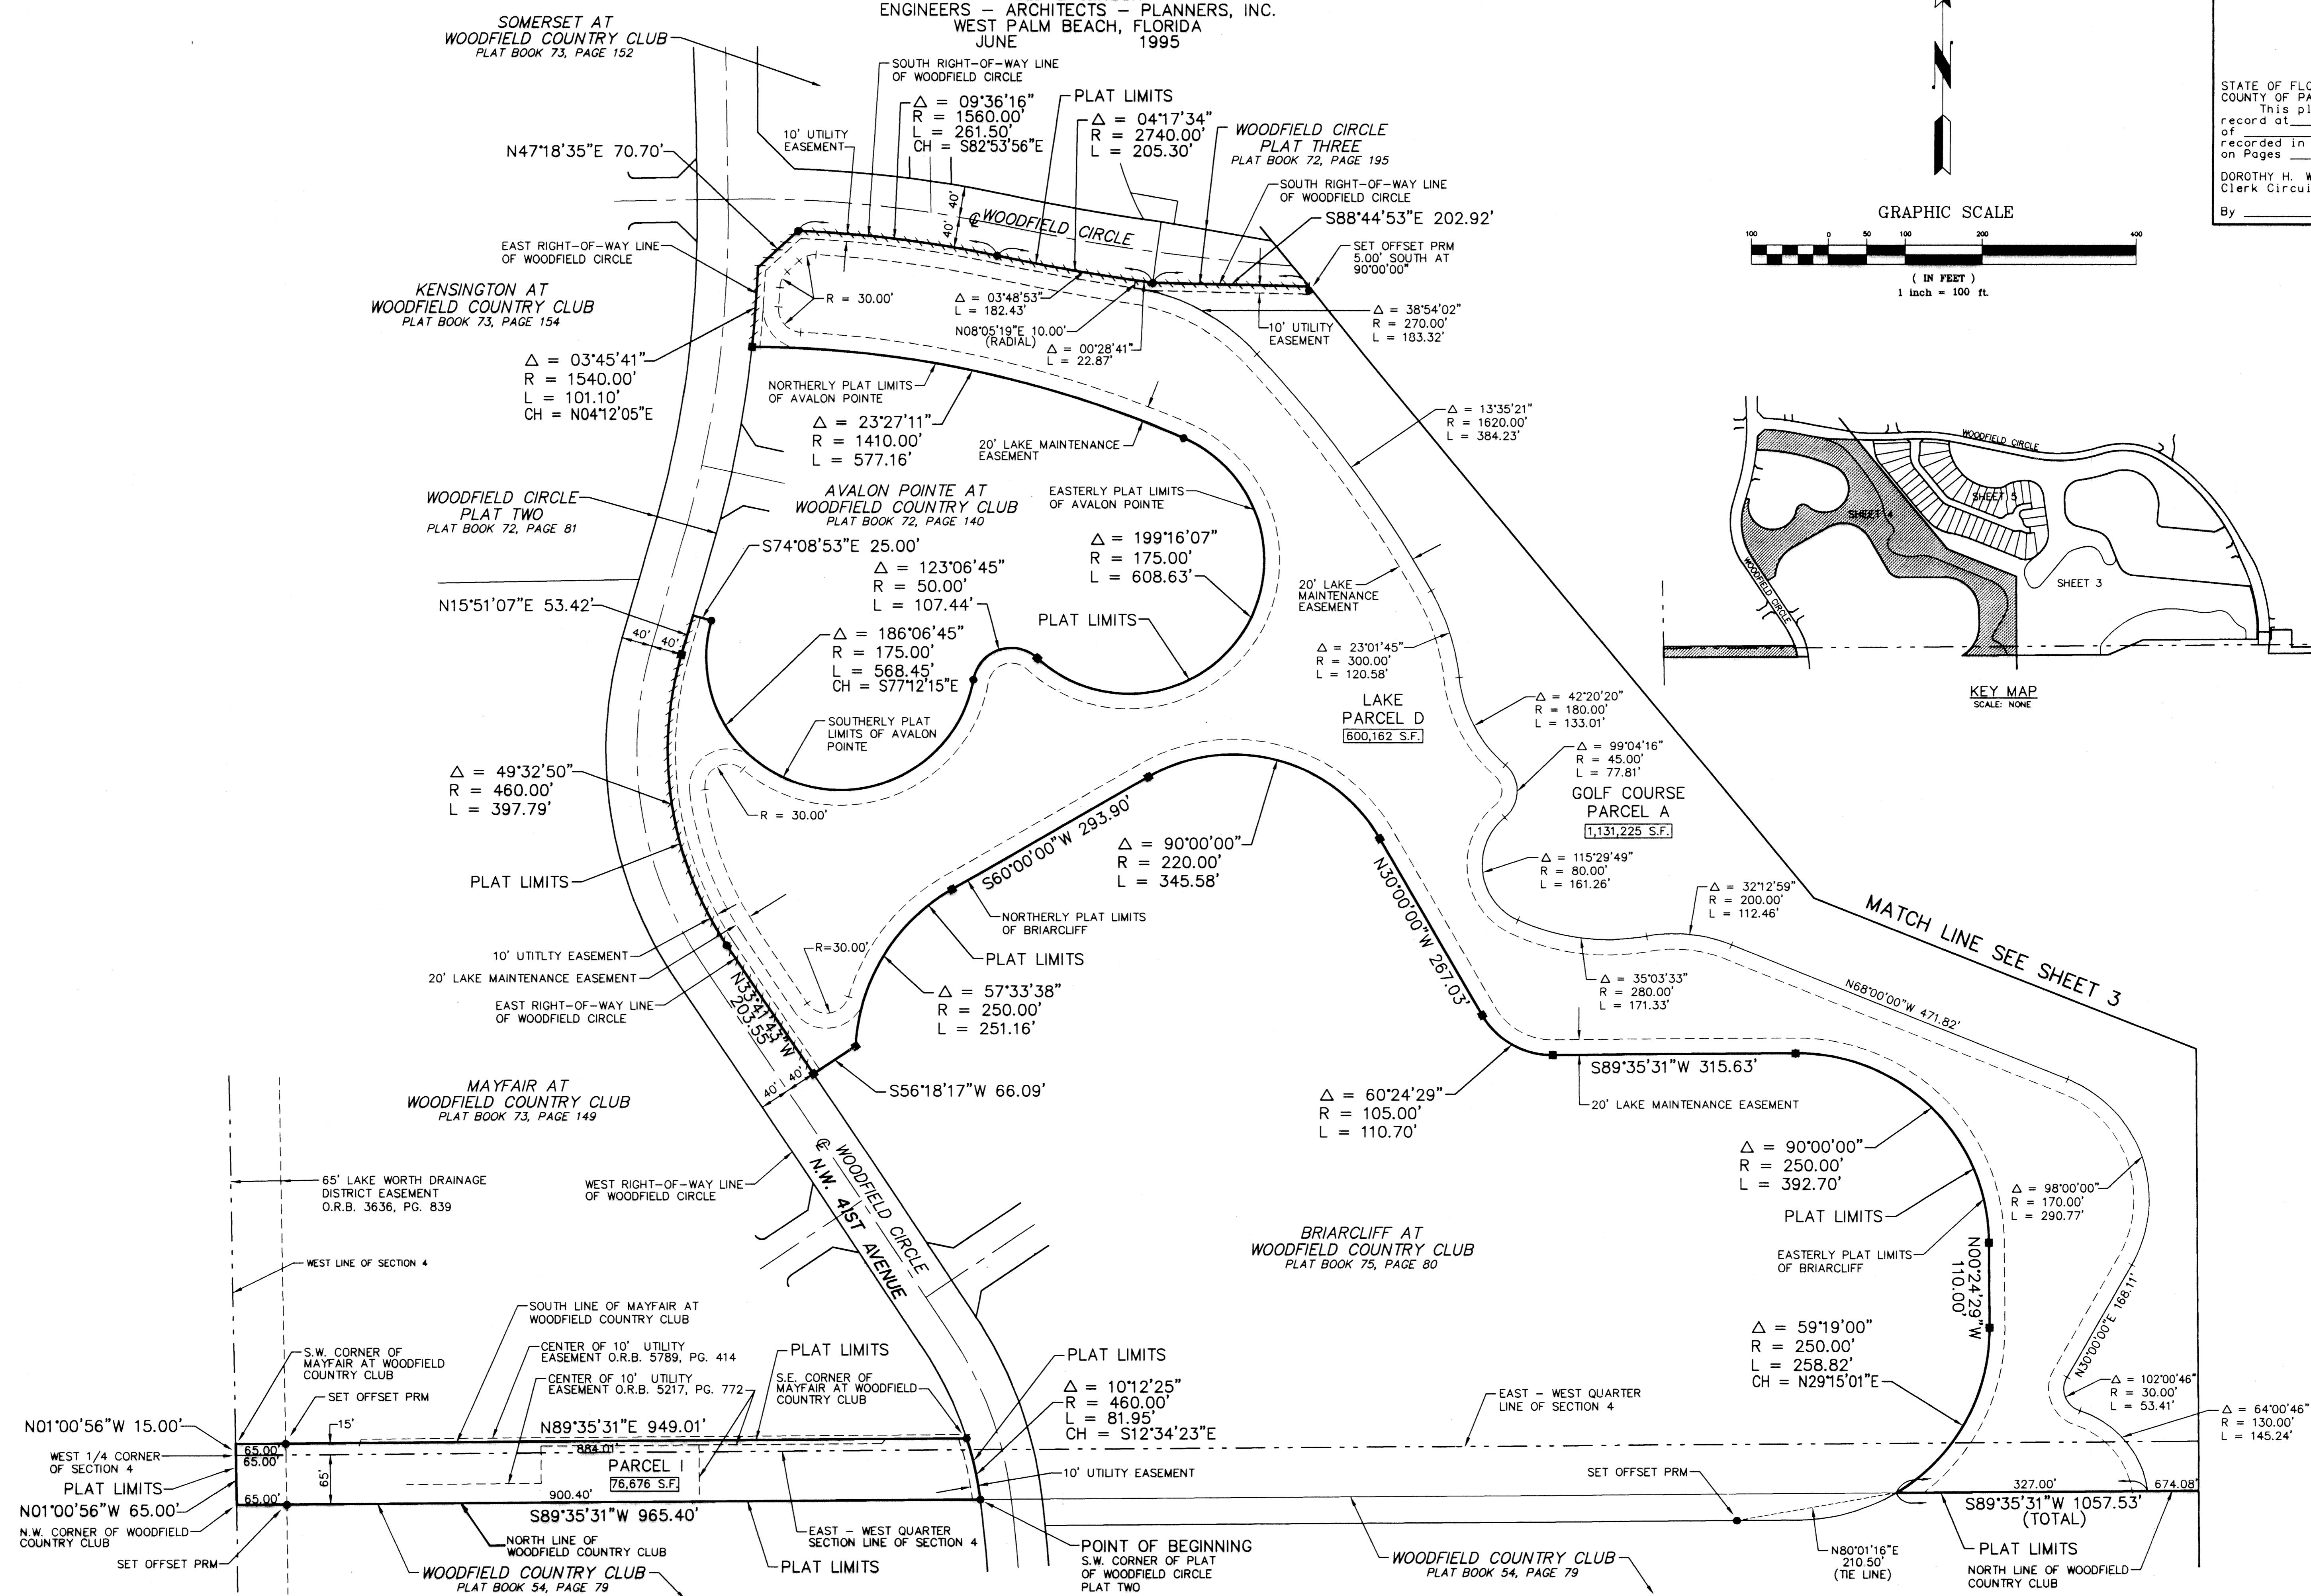 ENGINEERS – ARCHITECTS – PLANNERS, INC.
WEST PALM BEACH, FLORIDA
JUNE 1995
SOMERSET AT
WOODFIELD COUNTRY CLUB
PLAT BOOK 73, PAGE 152
SOUTH RIGHT-OF-WAY LINE
OF WOODFIELD CIRCLE
Δ = 09°36'16"
R = 1560.00'
L = 261.50'
CH = S82°53'56"E
PLAT LIMITS
Δ = 04°17'34"
R = 2740.00'
L = 205.30'
WOODFIELD CIRCLE
PLAT THREE
PLAT BOOK 72, PAGE 195
10' UTILITY
EASEMENT
N47°18'35"E 70.70'
SOUTH RIGHT-OF-WAY LINE
OF WOODFIELD CIRCLE
S88°44'53"E 202.92'
40'
40'
℄ WOODFIELD CIRCLE
SET OFFSET PRM
5.00' SOUTH AT
90°00'00"
EAST RIGHT-OF-WAY LINE
OF WOODFIELD CIRCLE
KENSINGTON AT
WOODFIELD COUNTRY CLUB
PLAT BOOK 73, PAGE 154
R = 30.00'
Δ = 03°48'53"
L = 182.43'
N08°05'19"E 10.00'
(RADIAL)
Δ = 00°28'41"
L = 22.87'
10' UTILITY
EASEMENT
Δ = 38°54'02"
R = 270.00'
L = 183.32'
Δ = 03°45'41"
R = 1540.00'
L = 101.10'
CH = N04°12'05"E
NORTHERLY PLAT LIMITS
OF AVALON POINTE
Δ = 23°27'11"
R = 1410.00'
L = 577.16'
20' LAKE MAINTENANCE
EASEMENT
Δ = 13°35'21"
R = 1620.00'
L = 384.23'
WOODFIELD CIRCLE
PLAT TWO
PLAT BOOK 72, PAGE 81
AVALON POINTE AT
WOODFIELD COUNTRY CLUB
PLAT BOOK 72, PAGE 140
EASTERLY PLAT LIMITS
OF AVALON POINTE
S74°08'53"E 25.00'
Δ = 123°06'45"
R = 50.00'
L = 107.44'
Δ = 199°16'07"
R = 175.00'
L = 608.63'
PLAT LIMITS
20' LAKE
MAINTENANCE
EASEMENT
N15°51'07"E 53.42'
40'
40'
Δ = 186°06'45"
R = 175.00'
L = 568.45'
CH = S77°12'15"E
SOUTHERLY PLAT
LIMITS OF AVALON
POINTE
Δ = 23°01'45"
R = 300.00'
L = 120.58'
LAKE
PARCEL D
600,162 S.F.
Δ = 42°20'20"
R = 180.00'
L = 133.01'
Δ = 99°04'16"
R = 45.00'
L = 77.81'
GOLF COURSE
PARCEL A
1,131,225 S.F.
Δ = 49°32'50"
R = 460.00'
L = 397.79'
R = 30.00'
S60°00'00"W 293.90'
Δ = 90°00'00"
R = 220.00'
L = 345.58'
N30°00'00"W 267.03'
Δ = 115°29'49"
R = 80.00'
L = 161.26'
Δ = 32°12'59"
R = 200.00'
L = 112.46'
PLAT LIMITS
NORTHERLY PLAT LIMITS
OF BRIARCLIFF
PLAT LIMITS
MATCH LINE SEE SHEET 3
10' UTITLTY EASEMENT
20' LAKE MAINTENANCE EASEMENT
EAST RIGHT-OF-WAY LINE
OF WOODFIELD CIRCLE
R=30.00'
N33°41'43"W
203.55'
Δ = 57°33'38"
R = 250.00'
L = 251.16'
Δ = 35°03'33"
R = 280.00'
L = 171.33'
N68°00'00"W 471.82'
S56°18'17"W 66.09'
40'
40'
S89°35'31"W 315.63'
20' LAKE MAINTENANCE EASEMENT
Δ = 60°24'29"
R = 105.00'
L = 110.70'
MAYFAIR AT
WOODFIELD COUNTRY CLUB
PLAT BOOK 73, PAGE 149
Δ = 90°00'00"
R = 250.00'
L = 392.70'
PLAT LIMITS
EASTERLY PLAT LIMITS
OF BRIARCLIFF
Δ = 98°00'00"
R = 170.00'
L = 290.77'
65' LAKE WORTH DRAINAGE
DISTRICT EASEMENT
O.R.B. 3636, PG. 839
WEST RIGHT-OF-WAY LINE
OF WOODFIELD CIRCLE
℄ WOODFIELD CIRCLE
N.W. 41ST AVENUE
BRIARCLIFF AT
WOODFIELD COUNTRY CLUB
PLAT BOOK 75, PAGE 80
WEST LINE OF SECTION 4
N00°24'29"W
110.00'
N30°00'00"E 168.11'
SOUTH LINE OF MAYFAIR AT
WOODFIELD COUNTRY CLUB
CENTER OF 10' UTILITY
EASEMENT O.R.B. 5789, PG. 414
CENTER OF 10' UTILITY
EASEMENT O.R.B. 5217, PG. 772
PLAT LIMITS
S.E. CORNER OF
MAYFAIR AT WOODFIELD
COUNTRY CLUB
PLAT LIMITS
Δ = 10°12'25"
R = 460.00'
L = 81.95'
CH = S12°34'23"E
Δ = 59°19'00"
R = 250.00'
L = 258.82'
CH = N29°15'01"E
S.W. CORNER OF
MAYFAIR AT WOODFIELD
COUNTRY CLUB
SET OFFSET PRM
EAST – WEST QUARTER
LINE OF SECTION 4
Δ = 102°00'46"
R = 30.00'
L = 53.41'
Δ = 64°00'46"
R = 130.00'
L = 145.24'
N01°00'56"W 15.00'
15'
N89°35'31"E 949.01'
65.00'
65.00'
884.01'
WEST 1/4 CORNER
OF SECTION 4
PLAT LIMITS
N01°00'56"W 65.00'
65'
PARCEL I
76,676 S.F.
10' UTILITY EASEMENT
SET OFFSET PRM
65.00'
900.40'
S89°35'31"W 965.40'
327.00'
674.08'
S89°35'31"W 1057.53'
(TOTAL)
N.W. CORNER OF WOODFIELD
COUNTRY CLUB
SET OFFSET PRM
NORTH LINE OF
WOODFIELD COUNTRY CLUB
EAST – WEST QUARTER
SECTION LINE OF SECTION 4
PLAT LIMITS
WOODFIELD COUNTRY CLUB
PLAT BOOK 54, PAGE 79
POINT OF BEGINNING
S.W. CORNER OF PLAT
OF WOODFIELD CIRCLE
PLAT TWO
WOODFIELD COUNTRY CLUB
PLAT BOOK 54, PAGE 79
N80°01'16"E
210.50'
(TIE LINE)
PLAT LIMITS
NORTH LINE OF WOODFIELD
COUNTRY CLUB
N
GRAPHIC SCALE
100 0 50 100 200 400
( IN FEET )
1 inch = 100 ft.
WOODFIELD CIRCLE
SHEET 5
SHEET 4
SHEET 3
WOODFIELD CIRCLE
KEY MAP
SCALE: NONE
STATE OF FLO
COUNTY OF PA
This pl
record at
of
recorded in
on Pages
DOROTHY H. W
Clerk Circui
By